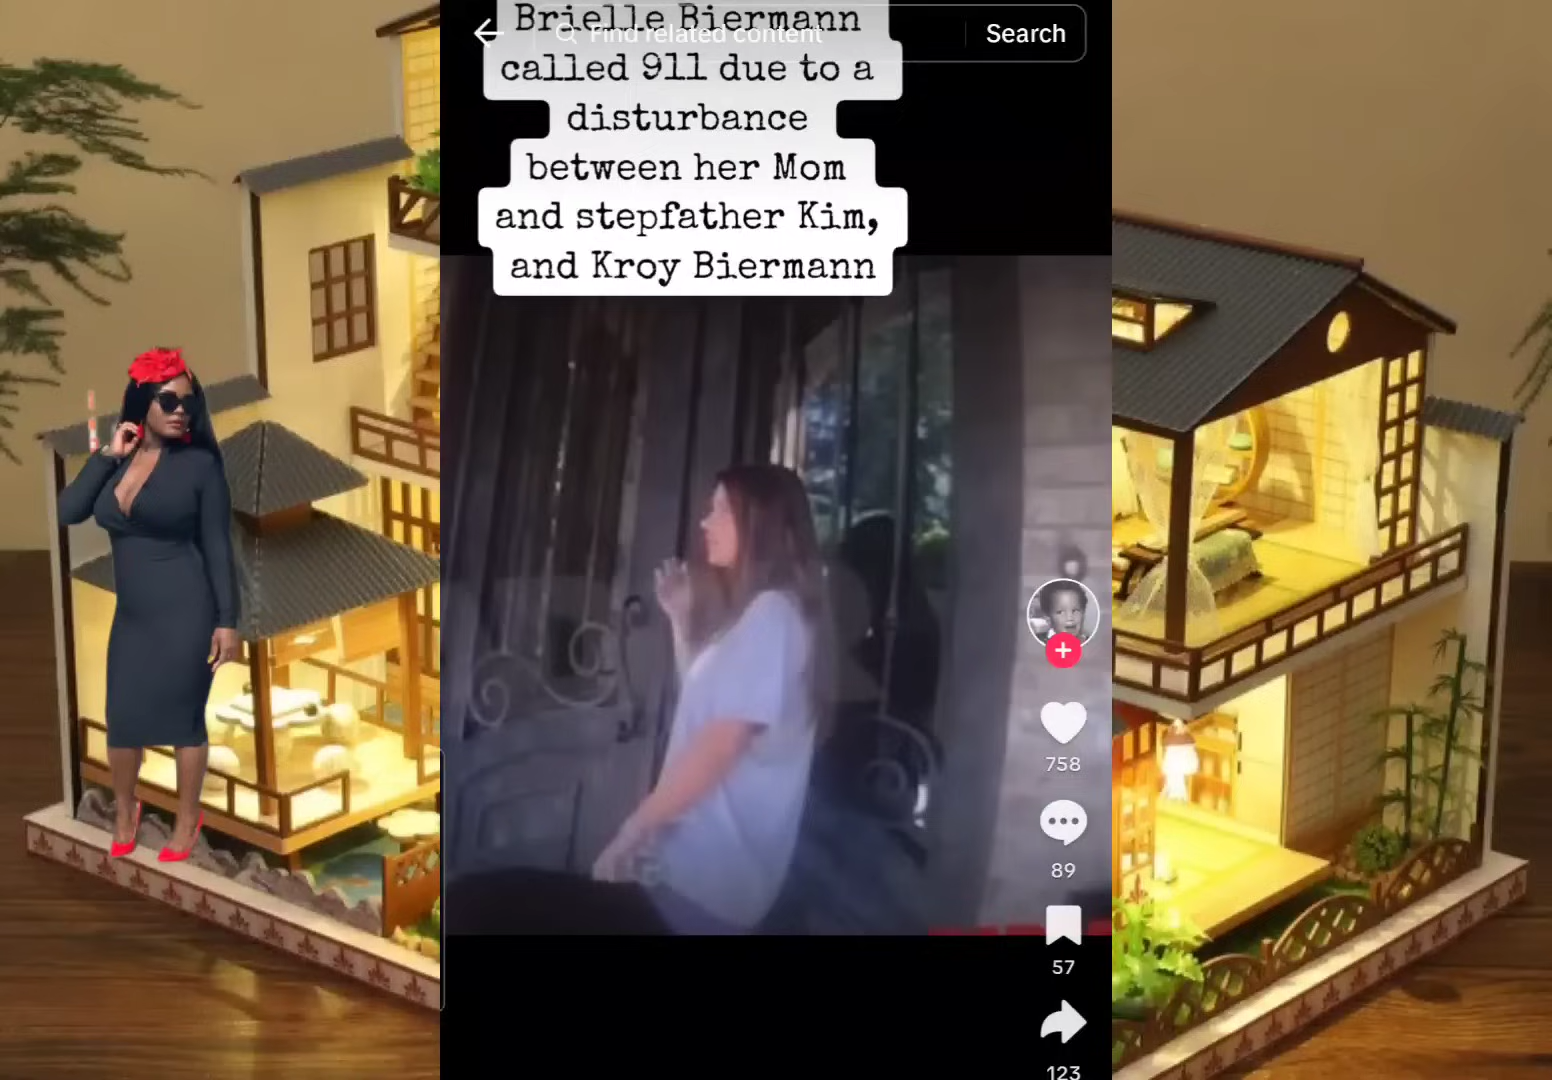 Brielle Biermann
Find related content
Search
called 911 due to a
disturbance
between her Mom
and stepfather Kim,
and Kroy Biermann
758
89
57
123